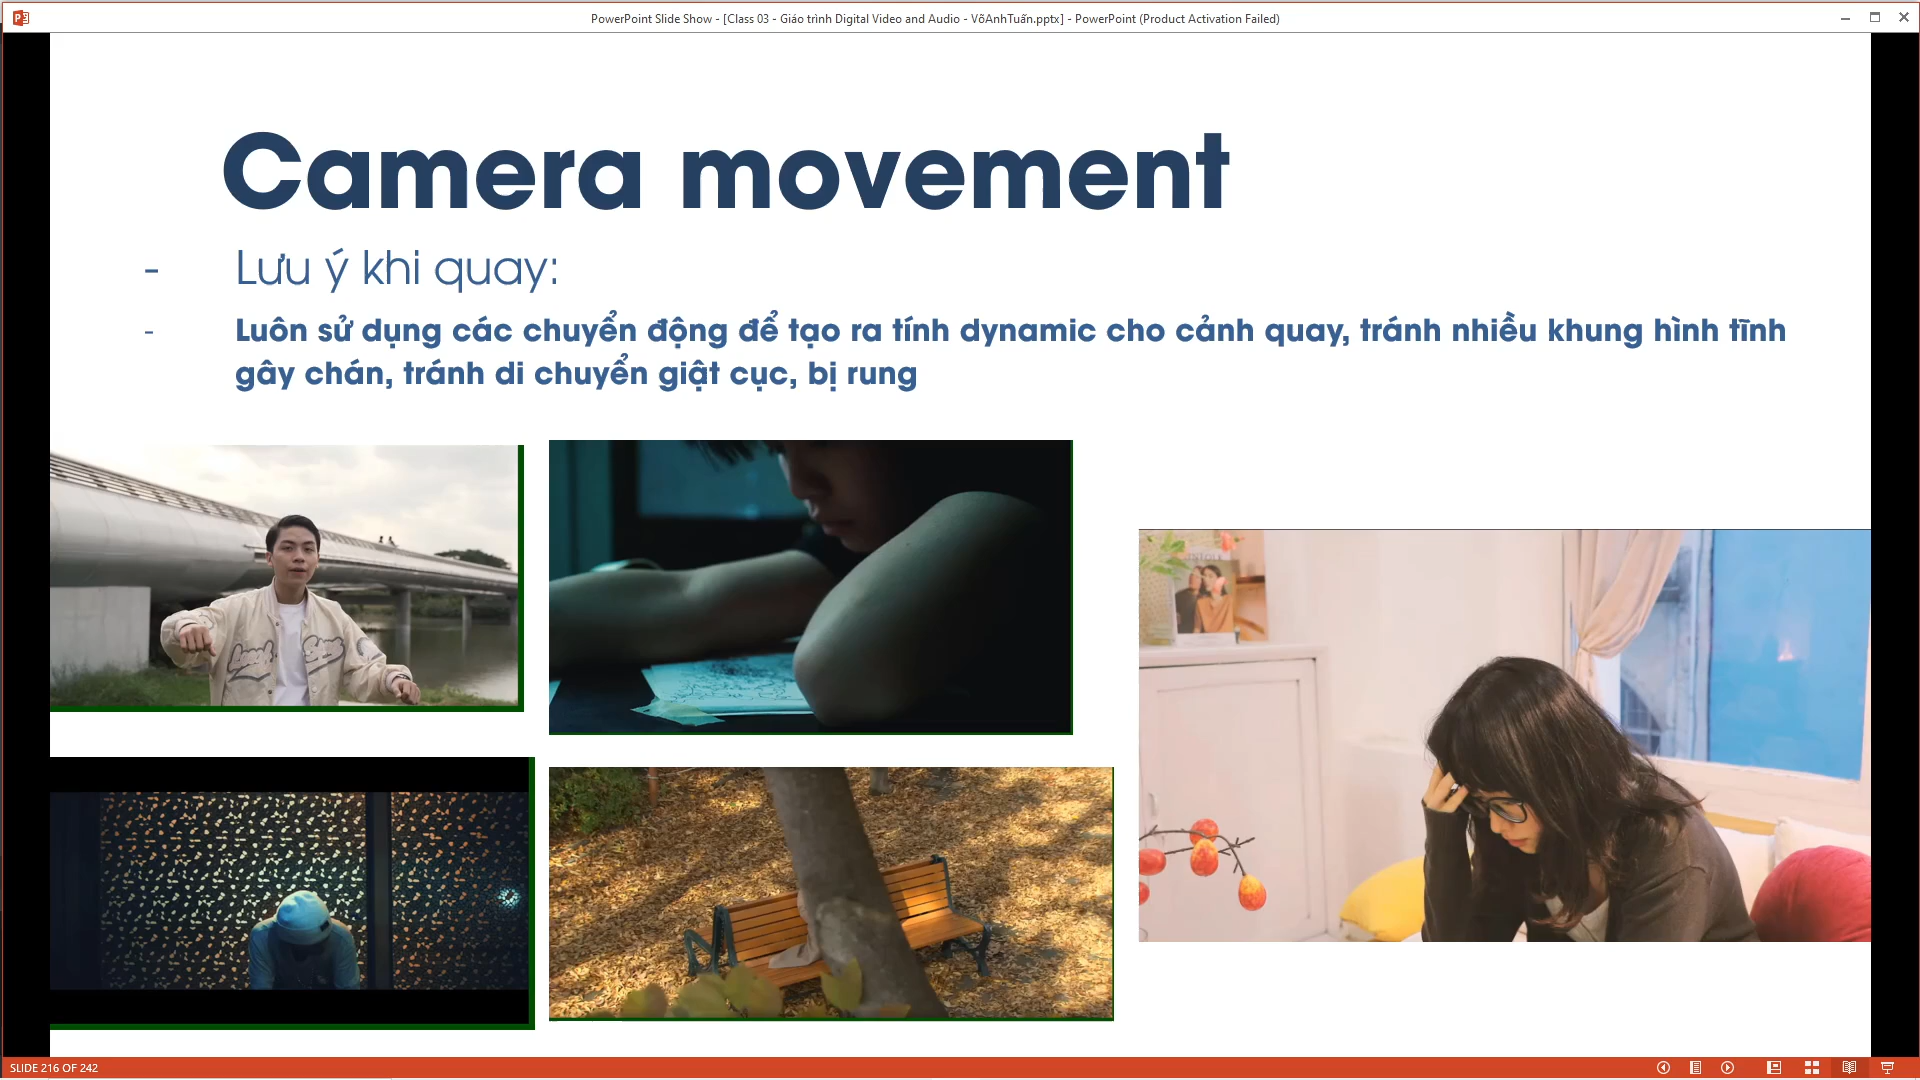 PowerPoint Slide Show - [Class 03 - Giáo trình Digital Video and Audio - VõAnhTuấn.pptx] - PowerPoint (Product Activation Failed)
Camera movement
- Lưu ý khi quay:
- Luôn sử dụng các chuyển động để tạo ra tính dynamic cho cảnh quay, tránh nhiều khung hình tĩnh
gây chán, tránh di chuyển giật cục, bị rung
SLIDE 216 OF 242